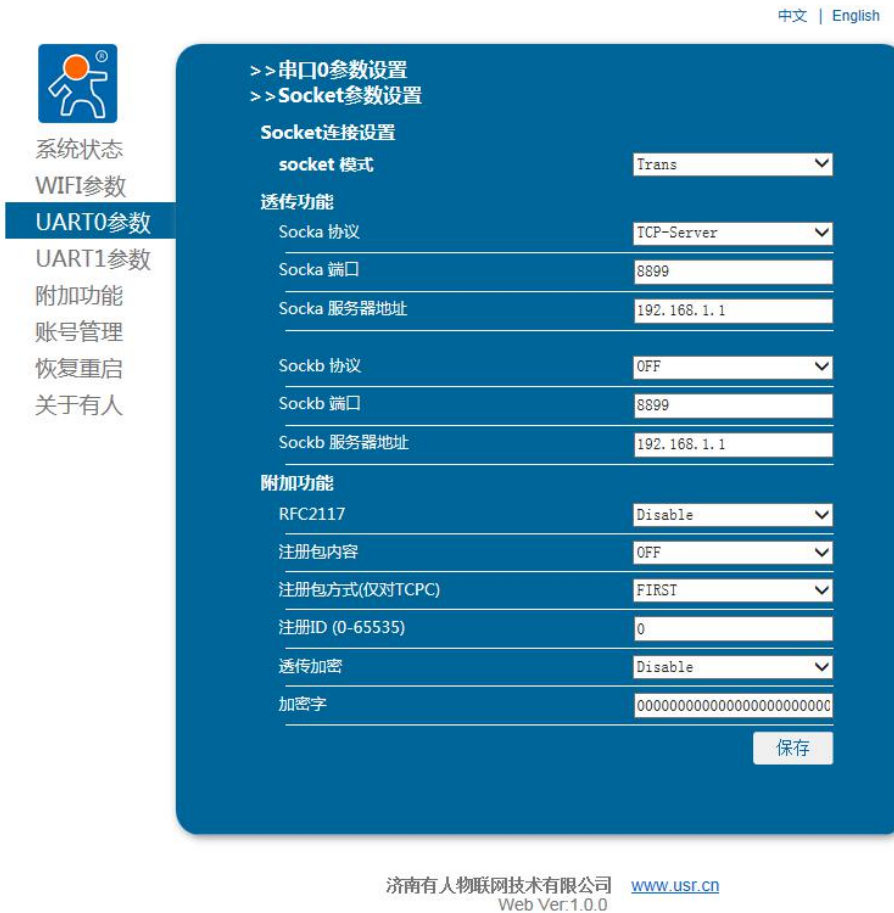 中文 | English
®
系统状态
WIFI参数
UART0参数
UART1参数
附加功能
账号管理
恢复重启
关于有人
>>串口0参数设置
>>Socket参数设置
Socket连接设置
socket 模式 Trans
透传功能
Socka 协议 TCP-Server
Socka 端口 8899
Socka 服务器地址 192.168.1.1
Sockb 协议 OFF
Sockb 端口 8899
Sockb 服务器地址 192.168.1.1
附加功能
RFC2117 Disable
注册包内容 OFF
注册包方式(仅对TCPC) FIRST
注册ID (0-65535) 0
透传加密 Disable
加密字 000000000000000000000000
保存
济南有人物联网技术有限公司 www.usr.cn
Web Ver:1.0.0